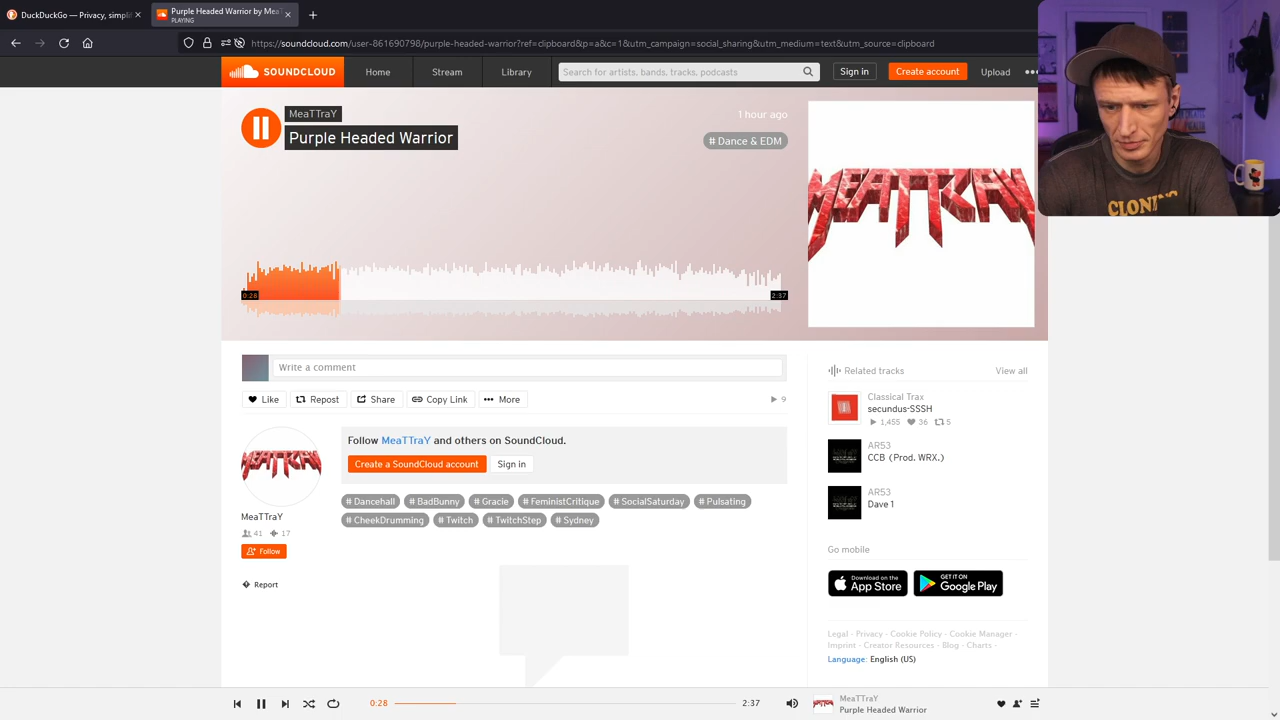 DuckDuckGo — Privacy, simplif
Purple Headed Warrior by MeaT
PLAYING
https://soundcloud.com/user-861690798/purple-headed-warrior?ref=clipboard&p=a&c=1&utm_campaign=social_sharing&utm_medium=text&utm_source=clipboard
SOUNDCLOUD
Home
Stream
Library
Search for artists, bands, tracks, podcasts
Sign in
Create account
Upload
MeaTTraY
1 hour ago
Purple Headed Warrior
# Dance & EDM
MEATTRAY
CLONING
0:28
2:37
Write a comment
Like
Repost
Share
Copy Link
More
9
Related tracks
View all
Classical Trax
secundus-SSSH
1,455 36 5
AR53
CCB (Prod. WRX.)
AR53
Dave 1
Follow MeaTTraY and others on SoundCloud.
Create a SoundCloud account
Sign in
MEATTRAY
# Dancehall # BadBunny # Gracie # FeministCritique # SocialSaturday # Pulsating
# CheekDrumming # Twitch # TwitchStep # Sydney
MeaTTraY
41 17
Follow
Report
Go mobile
Download on the
App Store
GET IT ON
Google Play
Legal - Privacy - Cookie Policy - Cookie Manager -
Imprint - Creator Resources - Blog - Charts -
Language: English (US)
0:28
2:37
MeaTTraY
Purple Headed Warrior